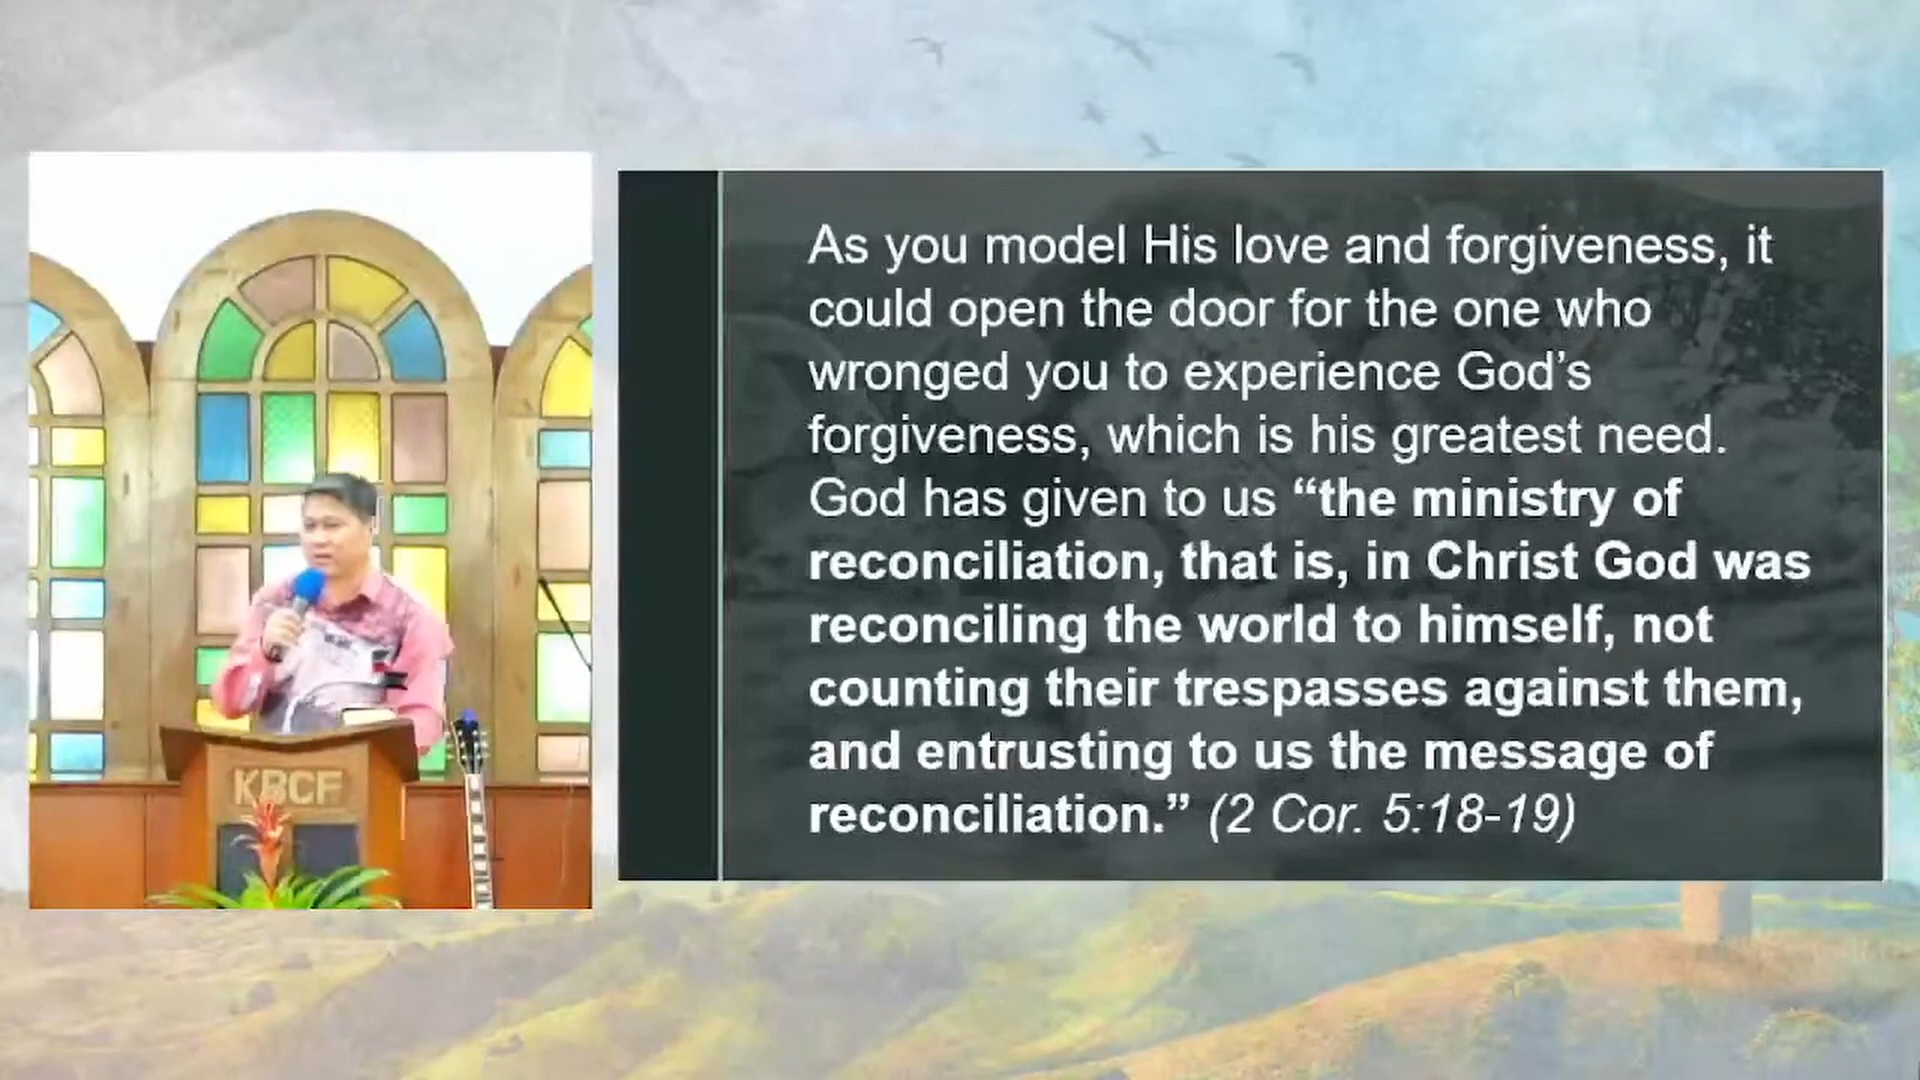 As you model His love and forgiveness, it
could open the door for the one who
wronged you to experience God’s
forgiveness, which is his greatest need.
God has given to us “the ministry of
reconciliation, that is, in Christ God was
reconciling the world to himself, not
counting their trespasses against them,
and entrusting to us the message of
reconciliation.” (2 Cor. 5:18-19)
KBCF